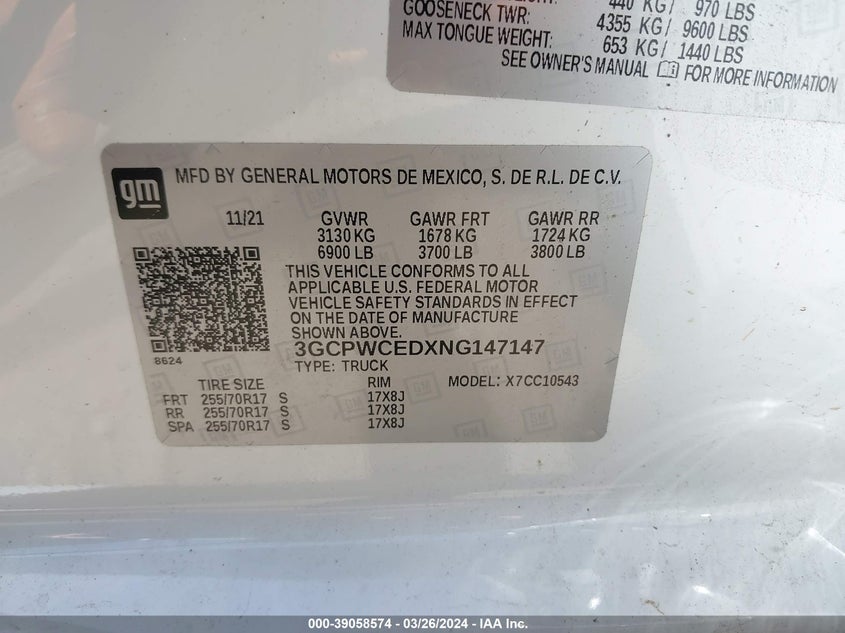 440 KG/ 970 LBS
GOOSENECK TWR: 4355 KG/ 9600 LBS
MAX TONGUE WEIGHT: 653 KG/ 1440 LBS
SEE OWNER'S MANUAL FOR MORE INFORMATION
gm MFD BY GENERAL MOTORS DE MEXICO, S. DE R.L. DE C.V.
11/21 GVWR GAWR FRT GAWR RR
3130 KG 1678 KG 1724 KG
6900 LB 3700 LB 3800 LB
THIS VEHICLE CONFORMS TO ALL
APPLICABLE U.S. FEDERAL MOTOR
VEHICLE SAFETY STANDARDS IN EFFECT
ON THE DATE OF MANUFACTURE
SHOWN ABOVE.
8624 3GCPWCEDXNG147147
TYPE: TRUCK
TIRE SIZE RIM MODEL: X7CC10543
FRT 255/70R17 S 17X8J
RR 255/70R17 S 17X8J
SPA 255/70R17 S 17X8J
000-39058574 / 03/26/2024 - IAA Inc.